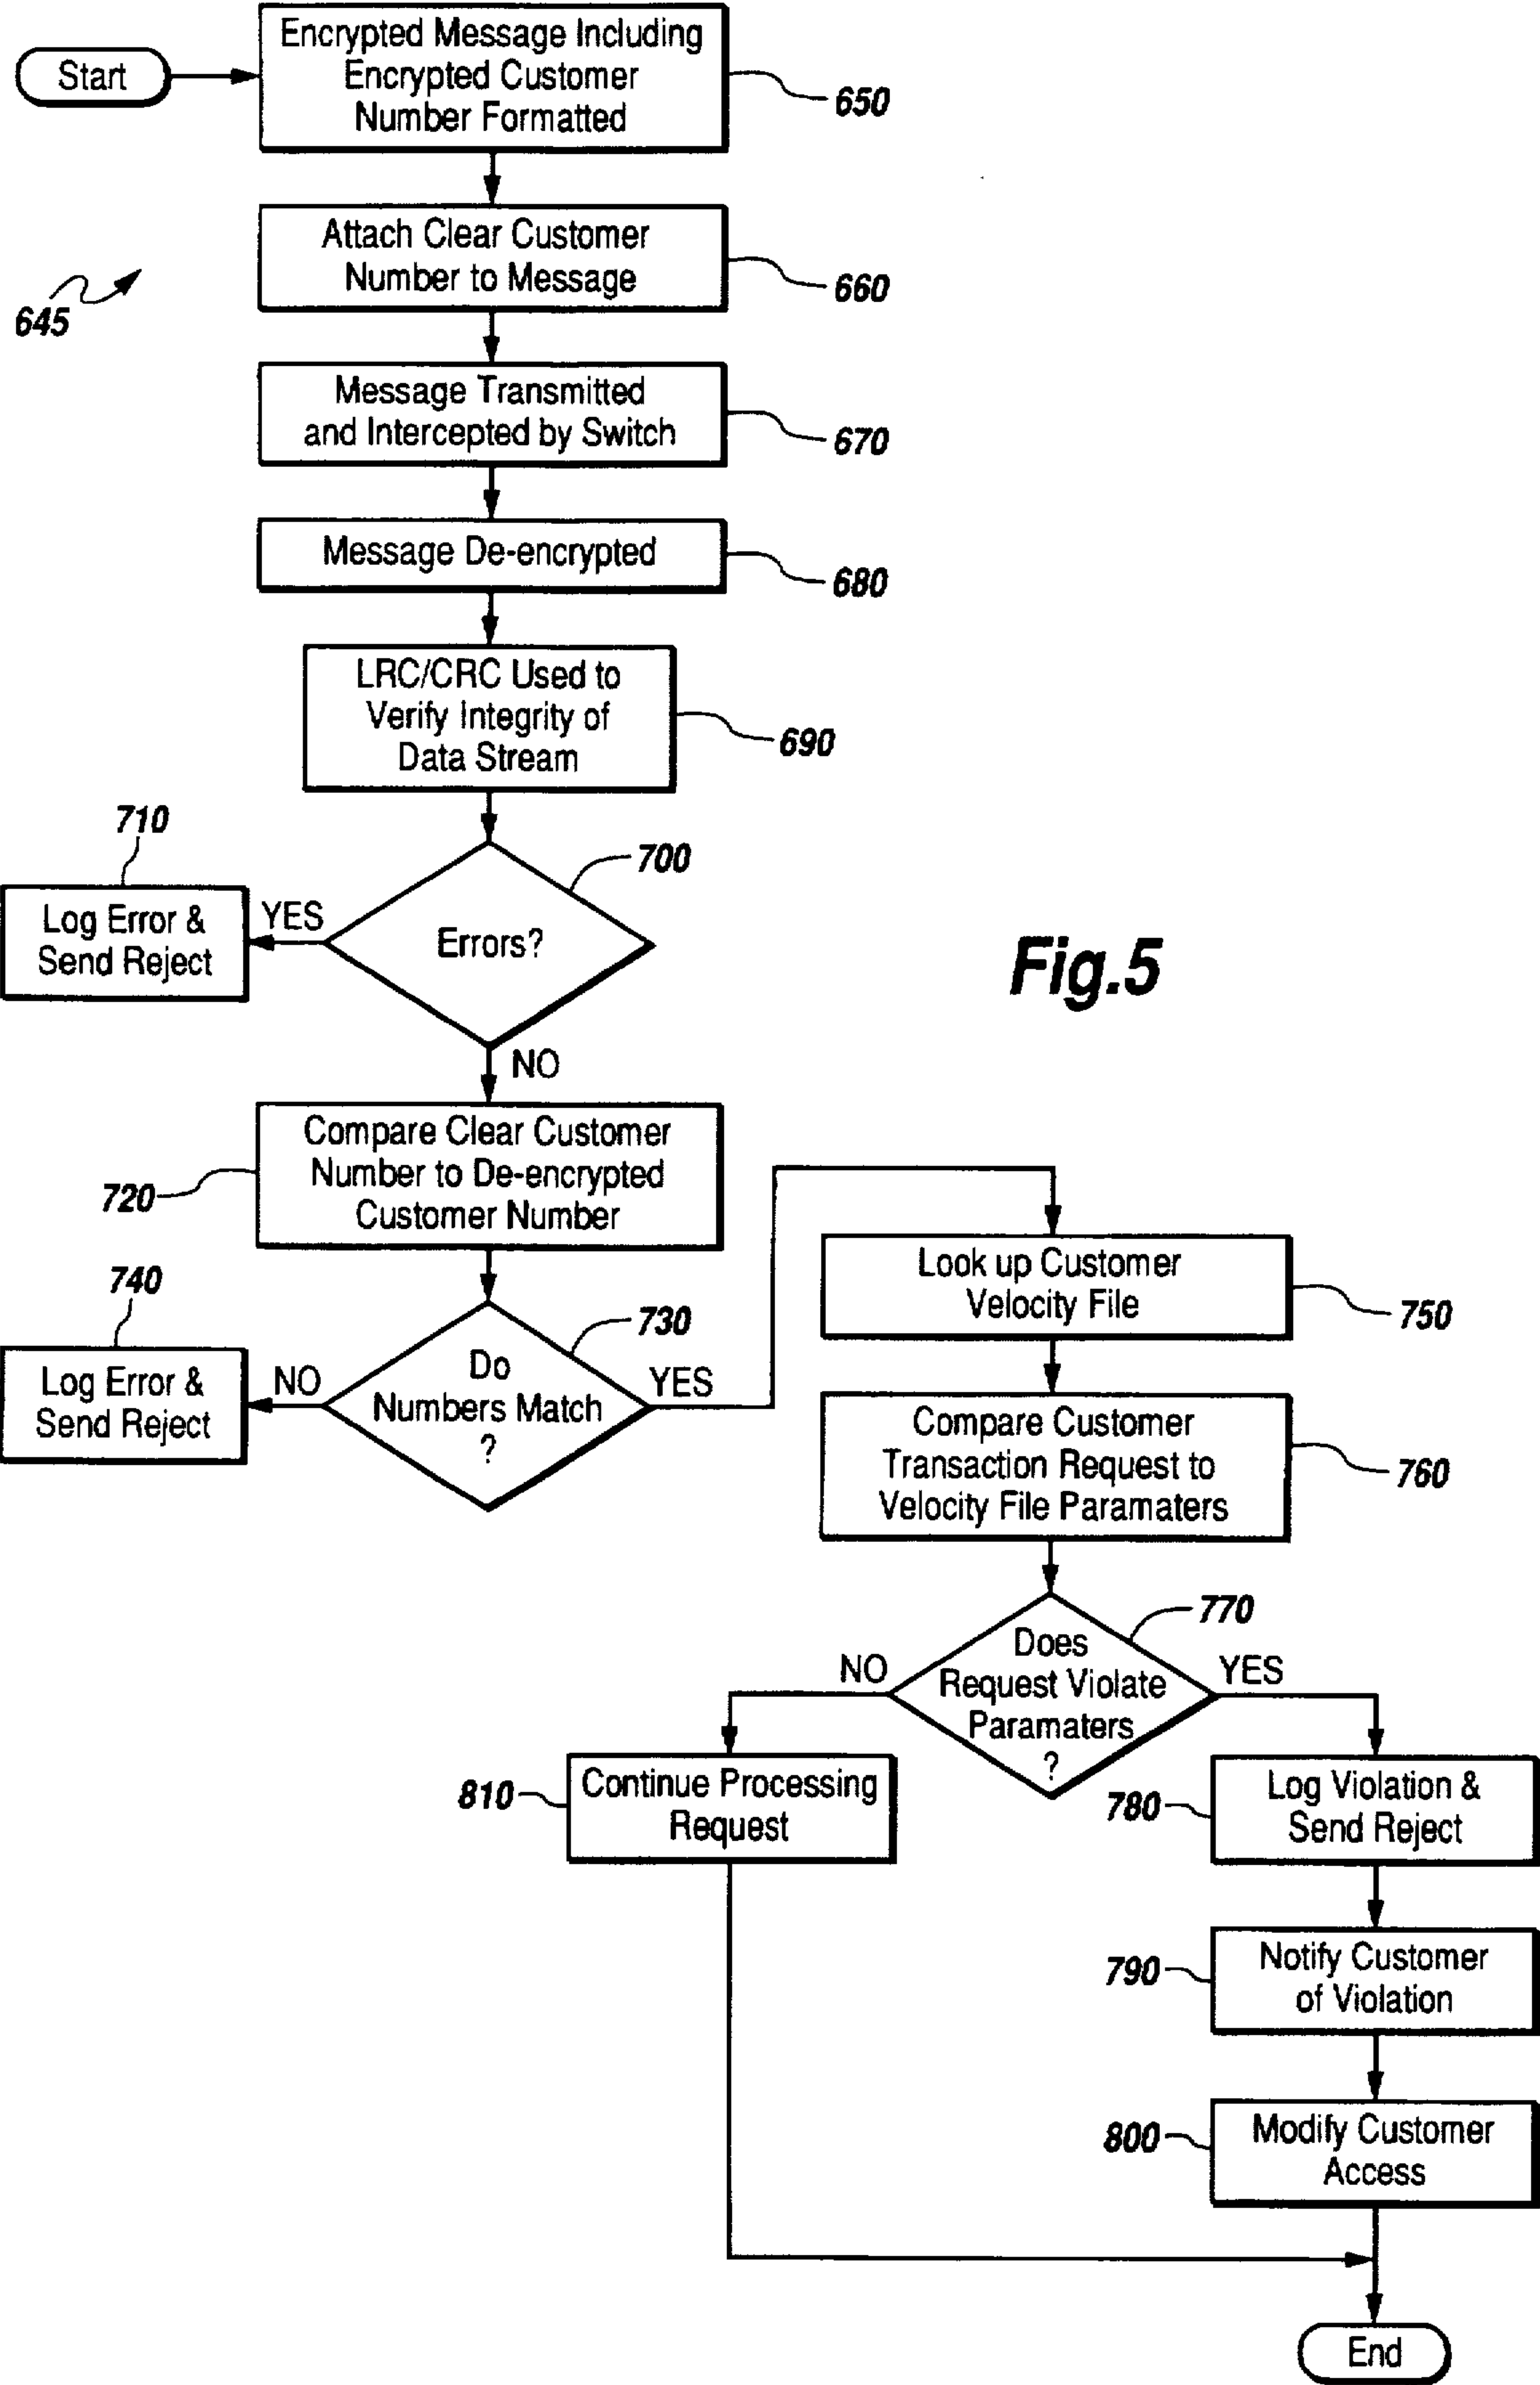 Start
Encrypted Message Including
Encrypted Customer
Number Formatted
650
Attach Clear Customer
Number to Message
660
645
Message Transmitted
and Intercepted by Switch
670
Message De-encrypted
680
LRC/CRC Used to
Verify Integrity of
Data Stream
690
710
700
Log Error &
Send Reject
YES
Errors?
Fig.5
NO
Compare Clear Customer
Number to De-encrypted
Customer Number
720
740
730
Log Error &
Send Reject
NO
Do
Numbers Match
?
YES
Look up Customer
Velocity File
750
Compare Customer
Transaction Request to
Velocity File Paramaters
760
770
Does
Request Violate
Paramaters
?
NO
YES
810
Continue Processing
Request
780
Log Violation &
Send Reject
790
Notify Customer
of Violation
800
Modify Customer
Access
End